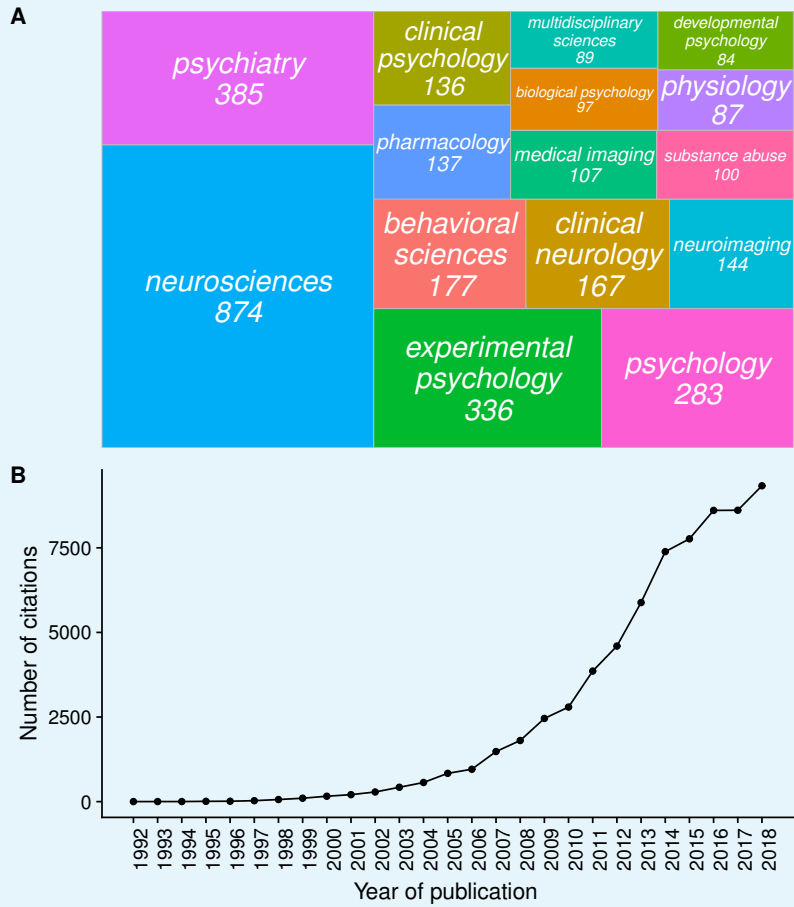 A
psychiatry
385
neurosciences
874
clinical
psychology
136
pharmacology
137
multidisciplinary
sciences
89
developmental
psychology
84
biological psychology
97
physiology
87
medical imaging
107
substance abuse
100
behavioral
sciences
177
clinical
neurology
167
neuroimaging
144
experimental
psychology
336
psychology
283
B
Number of citations
7500
5000
2500
0
1992
1993
1994
1995
1996
1997
1998
1999
2000
2001
2002
2003
2004
2005
2006
2007
2008
2009
2010
2011
2012
2013
2014
2015
2016
2017
2018
Year of publication